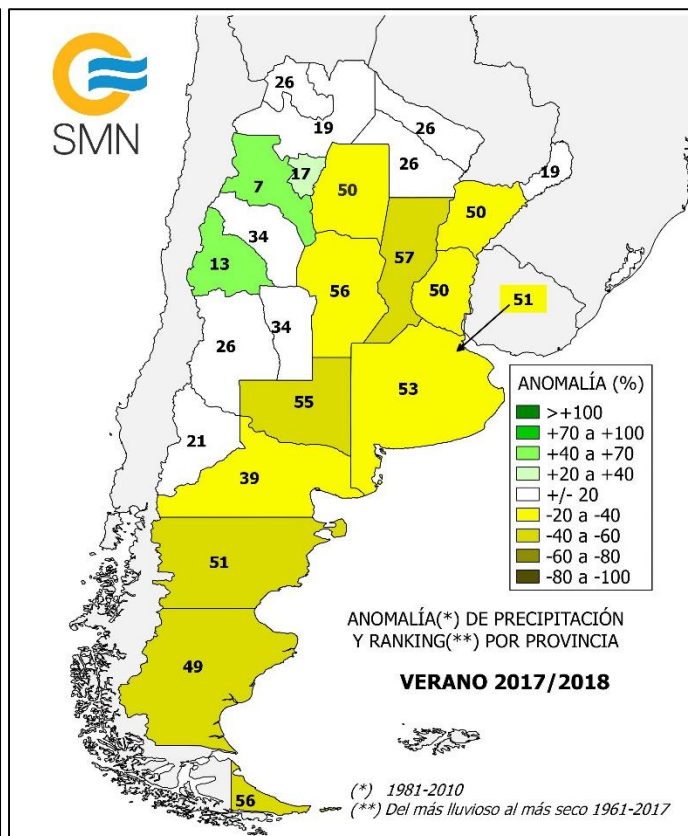 SMN
26
19
26
26
19
17
7
50
50
34
57
13
56
50
51
26
34
53
55
21
39
51
49
56
ANOMALÍA (%)
>+100
+70 a +100
+40 a +70
+20 a +40
+/- 20
-20 a -40
-40 a -60
-60 a -80
-80 a -100
ANOMALÍA(*) DE PRECIPITACIÓN
Y RANKING(**) POR PROVINCIA
VERANO 2017/2018
(*) 1981-2010
(**) Del más lluvioso al más seco 1961-2017